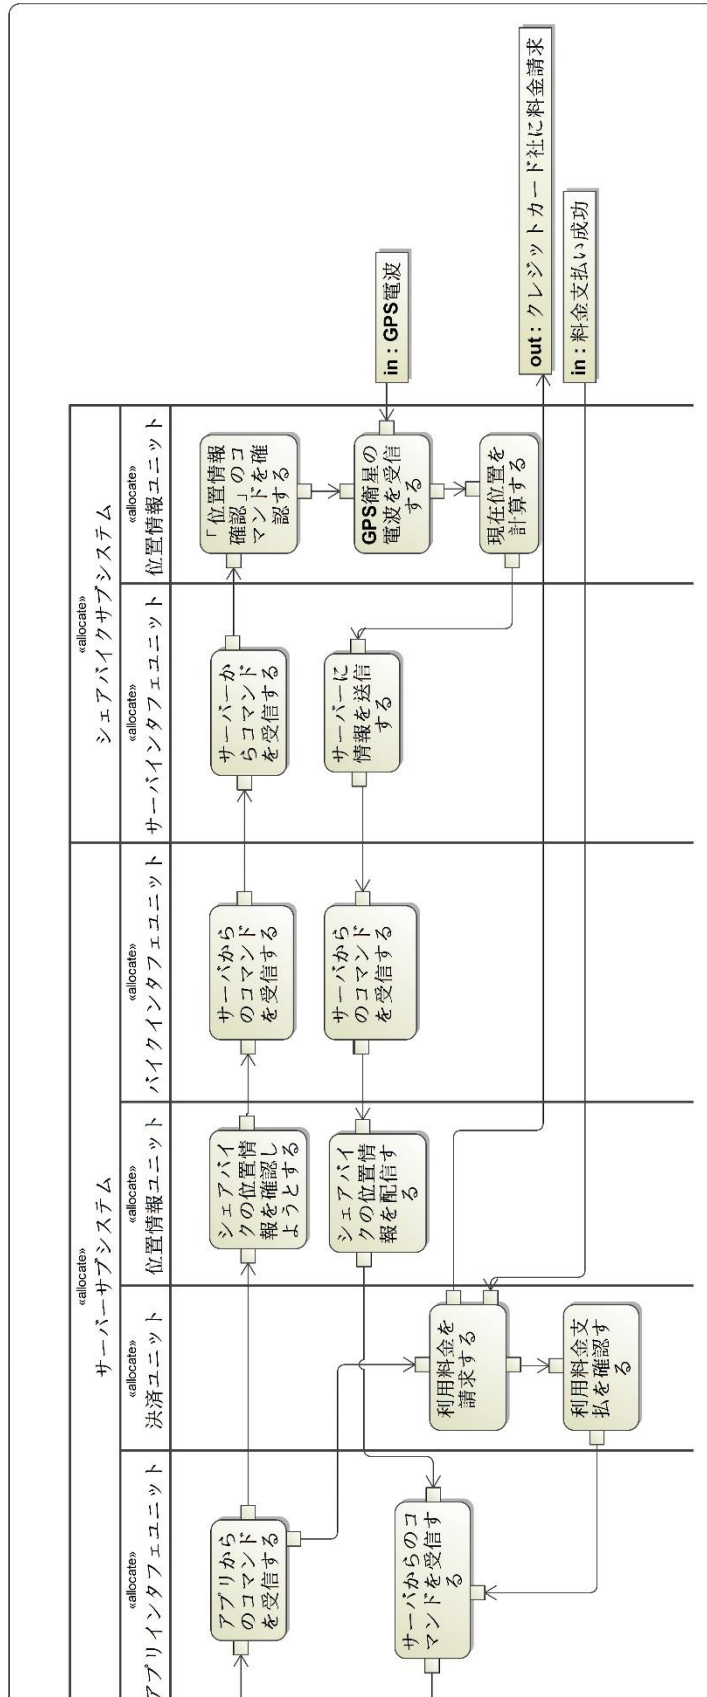 «allocate»
サーバーサブシステム
«allocate»
シェアバイクサブシステム
«allocate»
アプリインタフェユニット
«allocate»
決済ユニット
«allocate»
位置情報ユニット
«allocate»
バイクインタフェユニット
«allocate»
サーバインタフェユニット
«allocate»
位置情報ユニット
アプリから
のコマンド
を受信する
シェアバイ
クの位置情
報を確認し
ようとする
サーバから
のコマンド
を受信する
サーバーか
らコマンド
を受信する
「位置情報
確認」のコ
マンドを確
認する
シェアバイ
クの位置情
報を配信す
る
サーバから
のコマンド
を受信する
サーバーに
情報を送信
する
GPS衛星の
電波を受信
する
in : GPS電波
サーバからのコ
マンドを受信す
る
利用料金を
請求する
現在位置を
計算する
out : クレジットカード社に料金請求
利用料金支
払を確認す
る
in : 料金支払い成功